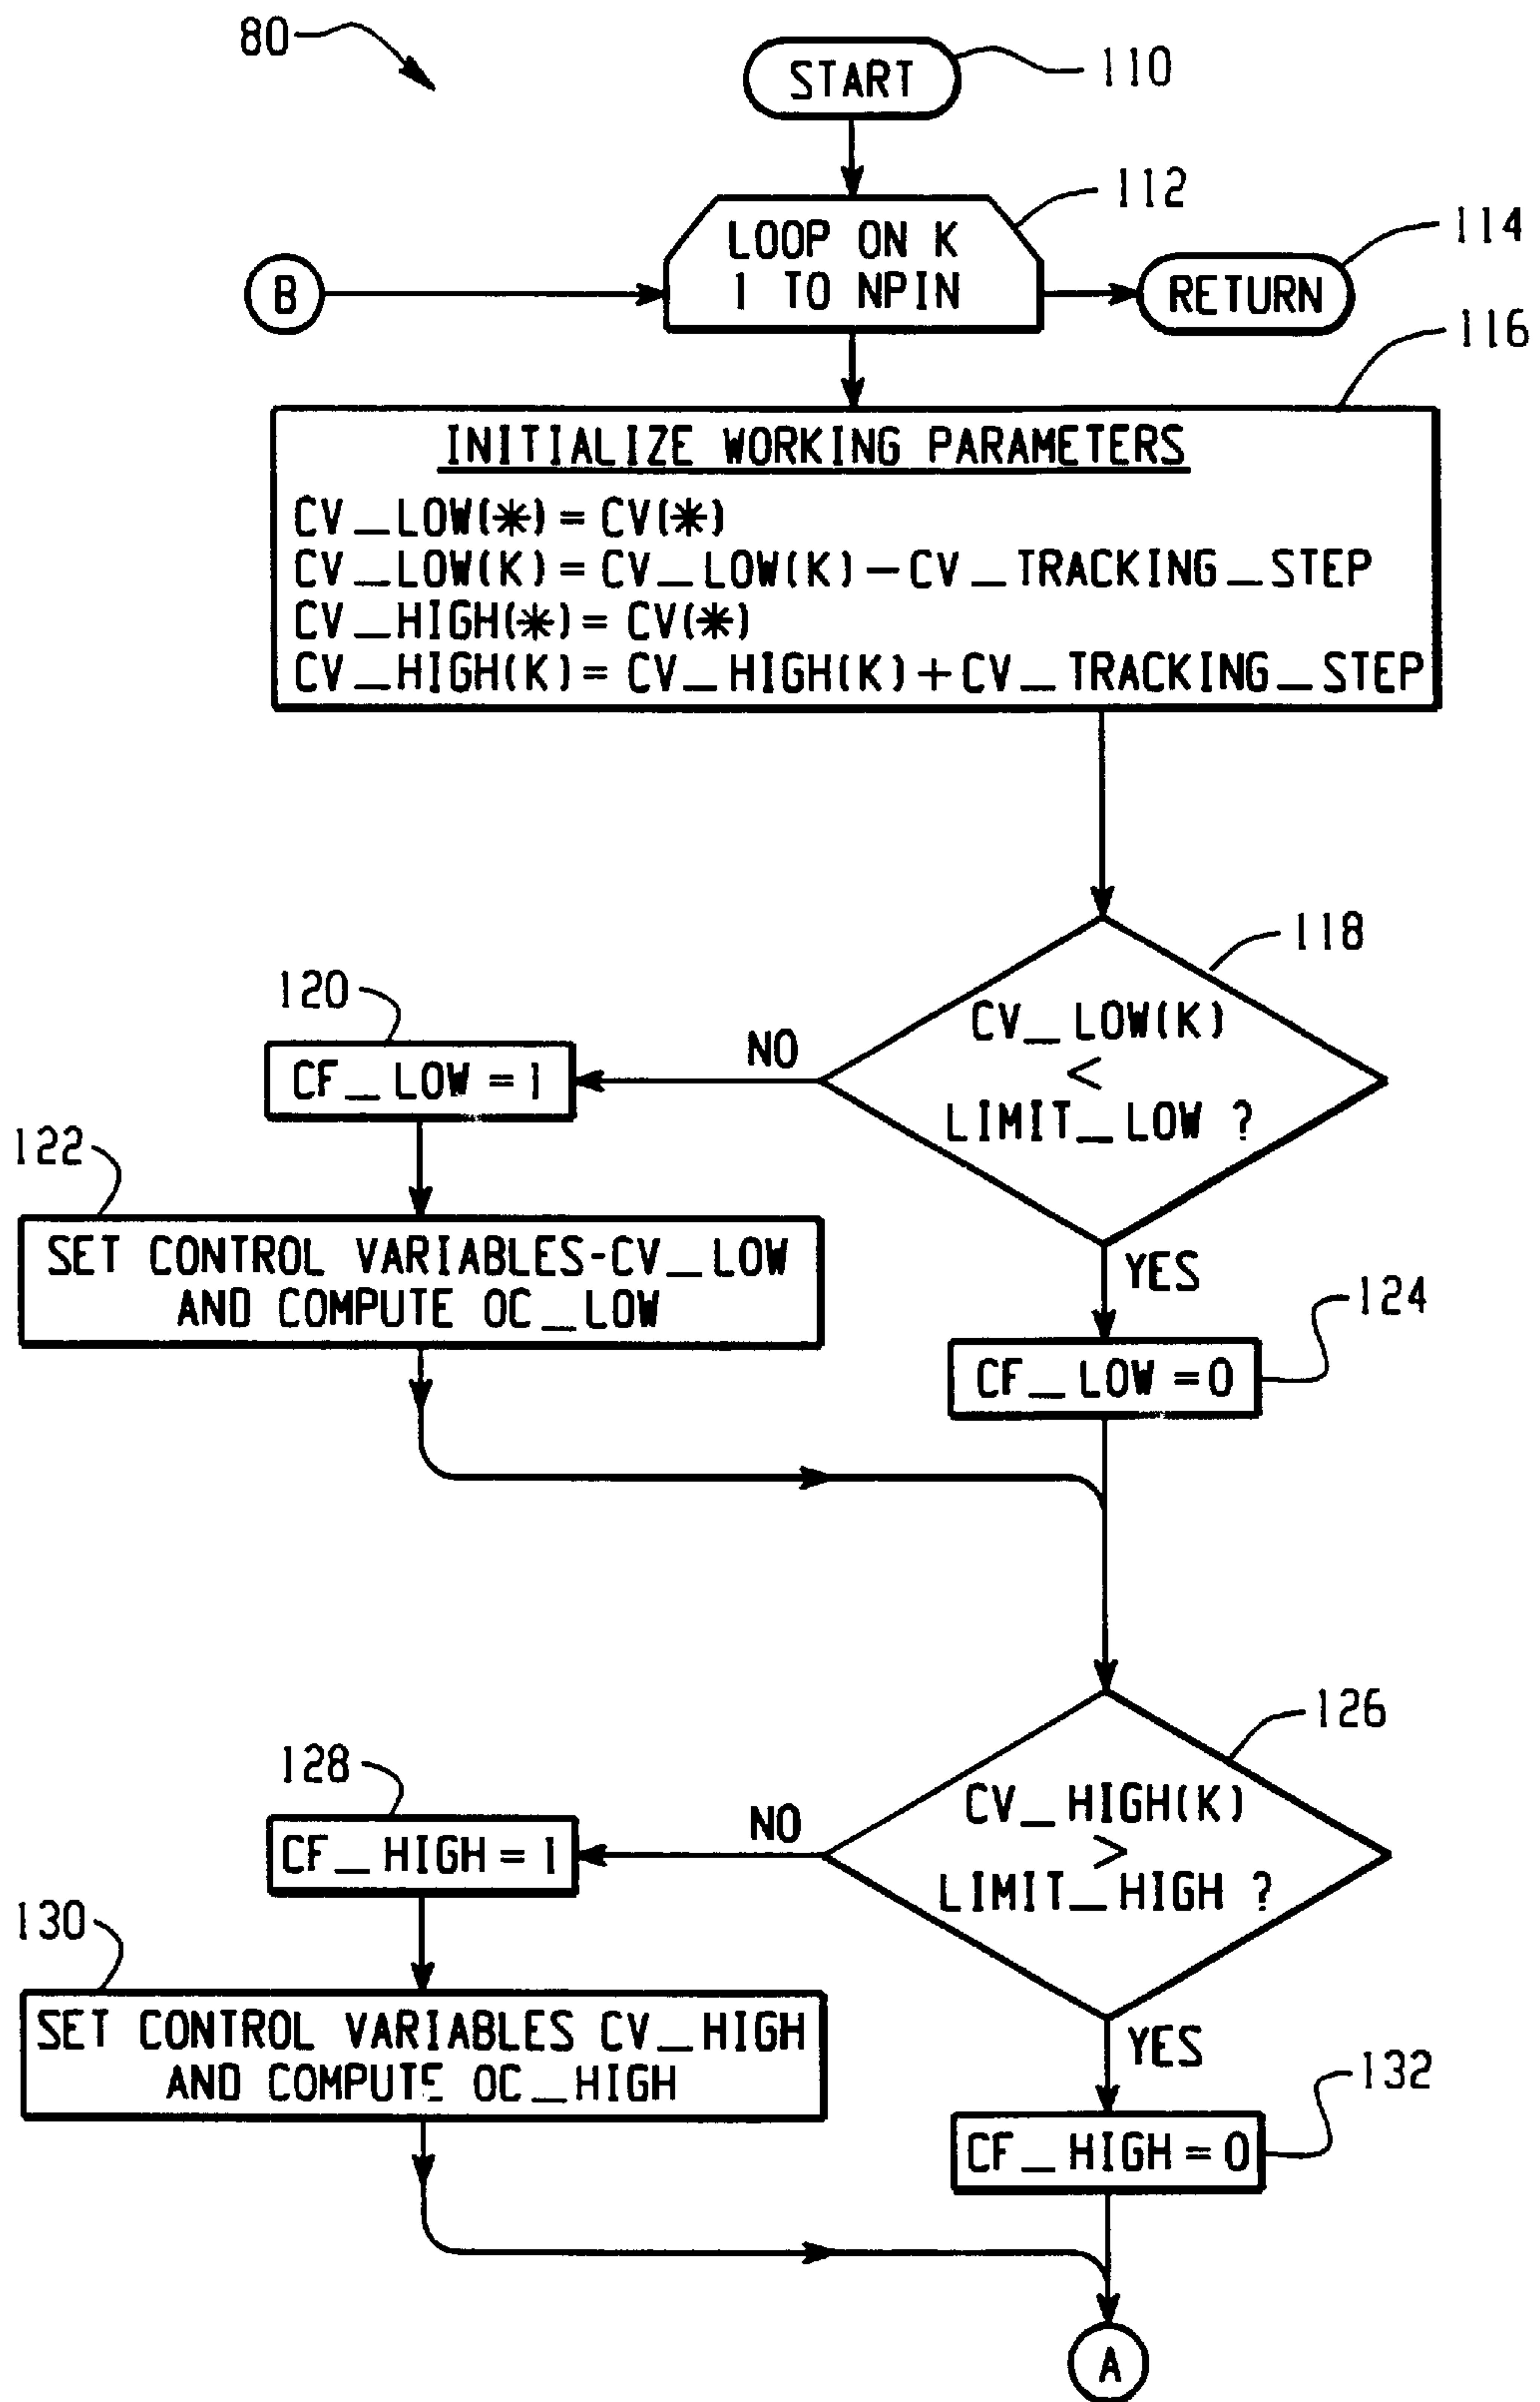 80
START
110
LOOP ON K
1 TO NPIN
112
B
RETURN
114
116
INITIALIZE WORKING PARAMETERS
CV_LOW(*) = CV(*)
CV_LOW(K) = CV_LOW(K) - CV_TRACKING_STEP
CV_HIGH(*) = CV(*)
CV_HIGH(K) = CV_HIGH(K) + CV_TRACKING_STEP
118
CV_LOW(K)
<
LIMIT_LOW ?
NO
120
CF_LOW = 1
122
SET CONTROL VARIABLES-CV_LOW
AND COMPUTE OC_LOW
YES
124
CF_LOW = 0
126
CV_HIGH(K)
>
LIMIT_HIGH ?
NO
128
CF_HIGH = 1
130
SET CONTROL VARIABLES CV_HIGH
AND COMPUTE OC_HIGH
YES
132
CF_HIGH = 0
A